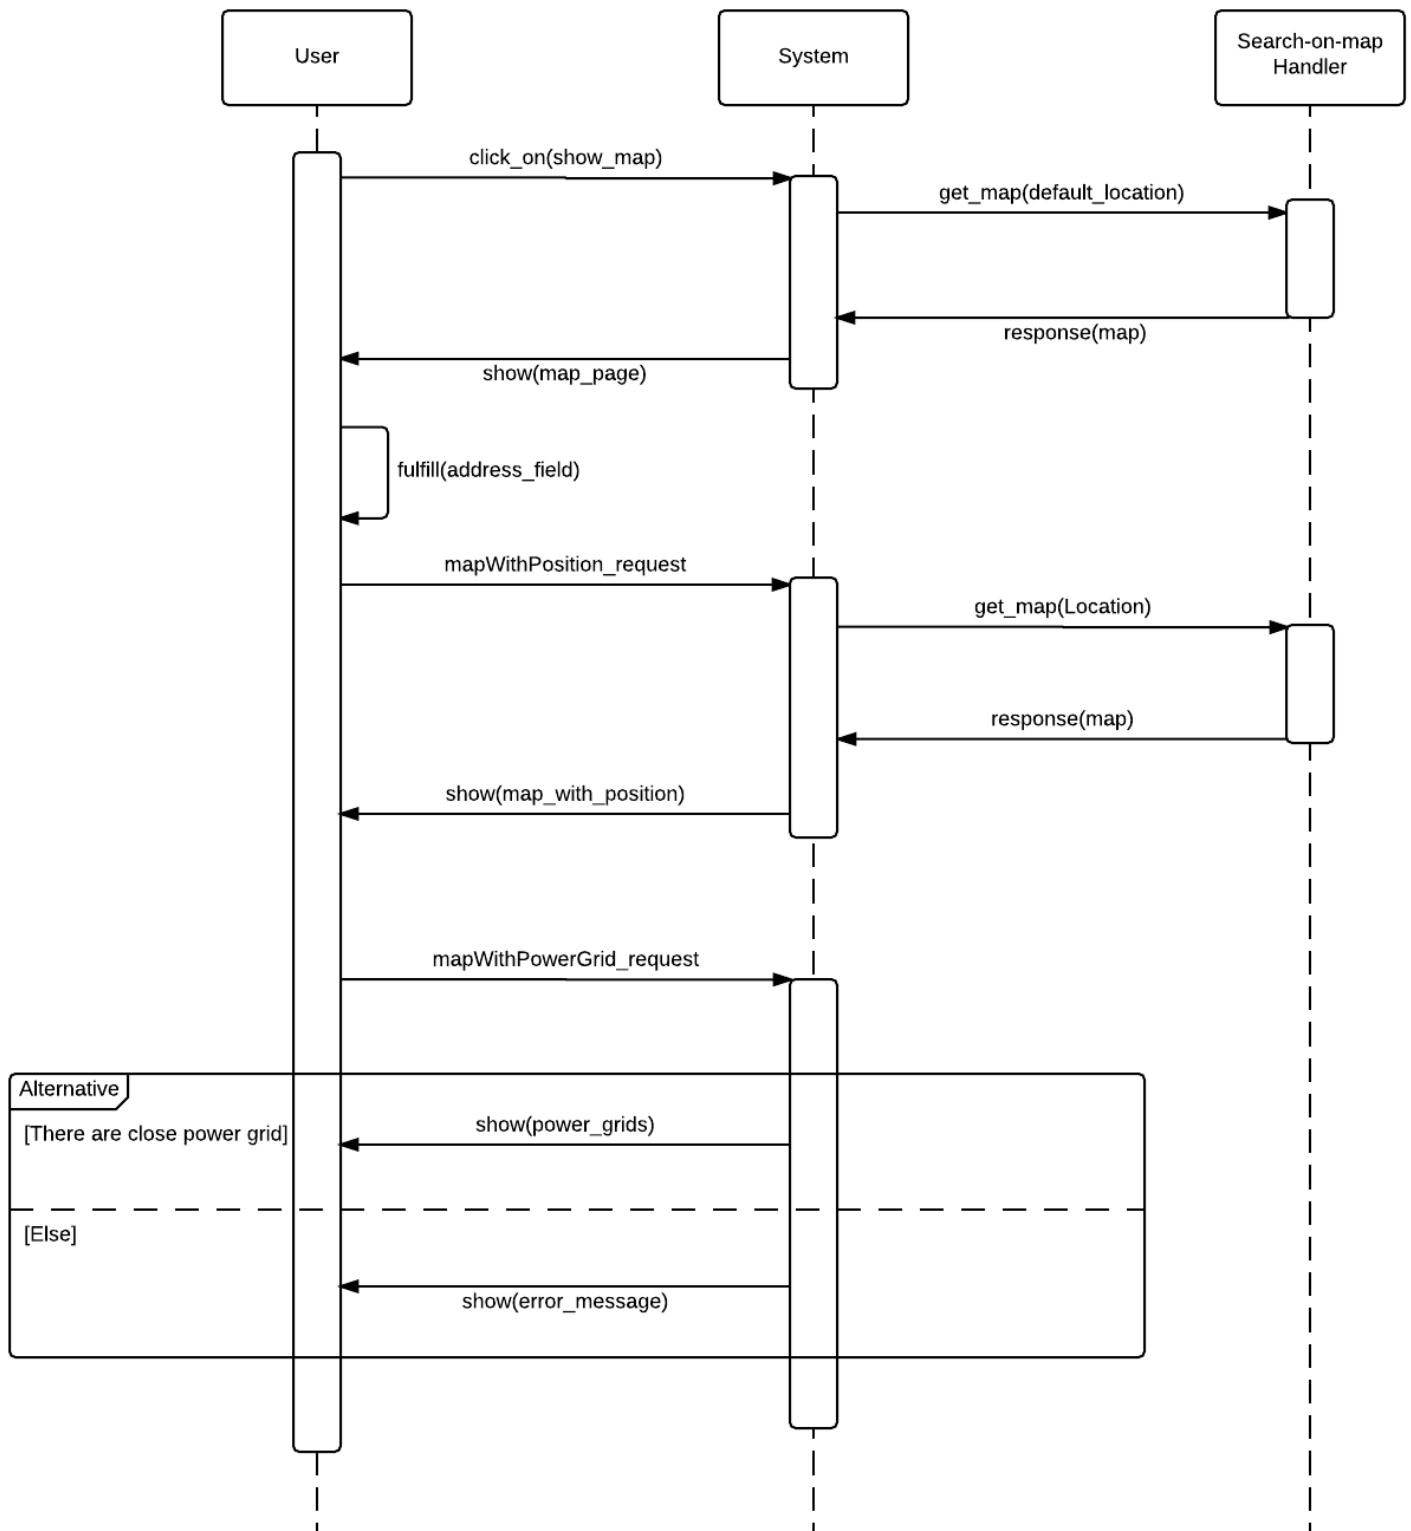 User
System
Search-on-map
Handler
click_on(show_map)
get_map(default_location)
response(map)
show(map_page)
fulfill(address_field)
mapWithPosition_request
get_map(Location)
response(map)
show(map_with_position)
mapWithPowerGrid_request
Alternative
[There are close power grid]
show(power_grids)
[Else]
show(error_message)